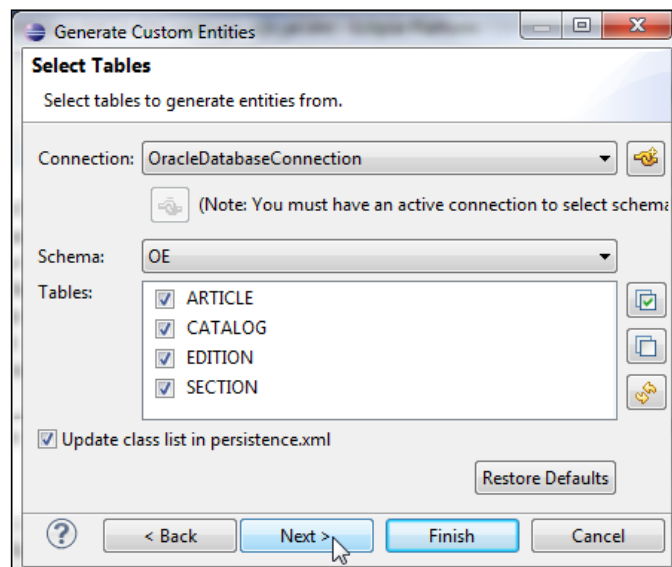 Generate Custom Entities
Select Tables
Select tables to generate entities from.
Connection: OracleDatabaseConnection
(Note: You must have an active connection to select schema
Schema: OE
Tables:
ARTICLE
CATALOG
EDITION
SECTION
Update class list in persistence.xml
Restore Defaults
? < Back Next > Finish Cancel